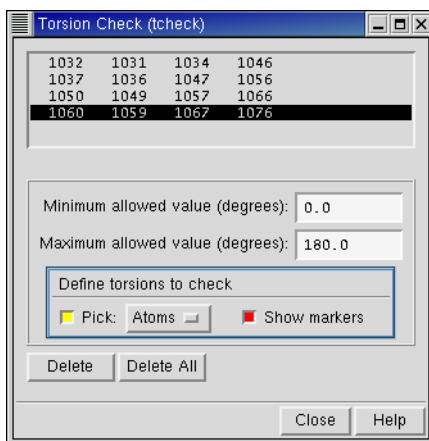 Torsion Check (tcheck)
1032 1031 1034 1046
1037 1036 1047 1056
1050 1049 1057 1066
1060 1059 1067 1076
Minimum allowed value (degrees): 0.0
Maximum allowed value (degrees): 180.0
Define torsions to check
Pick: Atoms Show markers
Delete Delete All
Close Help